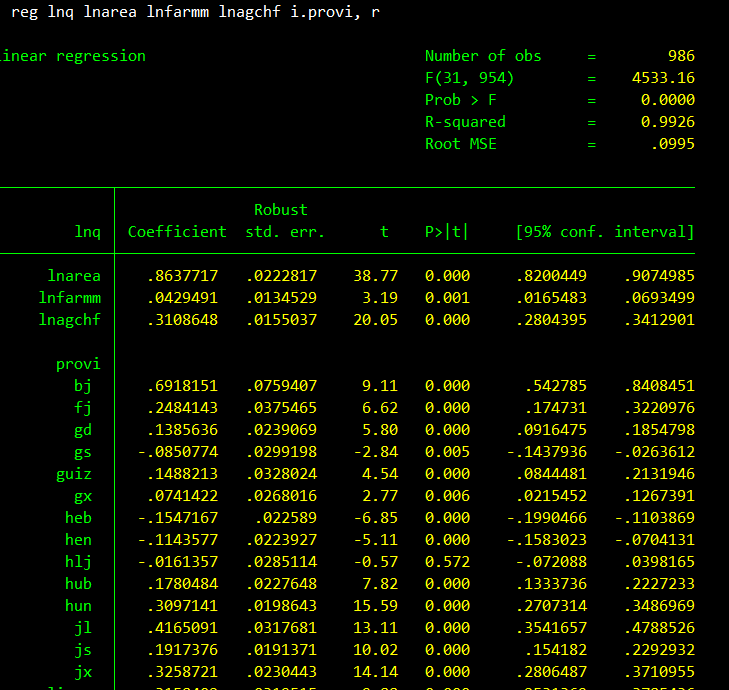 reg lnq lnarea lnfarmm lnagchf i.provi, r
inear regression Number of obs = 986
F(31, 954) = 4533.16
Prob > F = 0.0000
R-squared = 0.9926
Root MSE = .0995
Robust
lnq Coefficient std. err. t P>|t| [95% conf. interval]
lnarea .8637717 .0222817 38.77 0.000 .8200449 .9074985
lnfarmm .0429491 .0134529 3.19 0.001 .0165483 .0693499
lnagchf .3108648 .0155037 20.05 0.000 .2804395 .3412901
provi
bj .6918151 .0759407 9.11 0.000 .542785 .8408451
fj .2484143 .0375465 6.62 0.000 .174731 .3220976
gd .1385636 .0239069 5.80 0.000 .0916475 .1854798
gs -.0850774 .0299198 -2.84 0.005 -.1437936 -.0263612
guiz .1488213 .0328024 4.54 0.000 .0844481 .2131946
gx .0741422 .0268016 2.77 0.006 .0215452 .1267391
heb -.1547167 .022589 -6.85 0.000 -.1990466 -.1103869
hen -.1143577 .0223927 -5.11 0.000 -.1583023 -.0704131
hlj -.0161357 .0285114 -0.57 0.572 -.072088 .0398165
hub .1780484 .0227648 7.82 0.000 .1333736 .2227233
hun .3097141 .0198643 15.59 0.000 .2707314 .3486969
jl .4165091 .0317681 13.11 0.000 .3541657 .4788526
js .1917376 .0191371 10.02 0.000 .154182 .2292932
jx .3258721 .0230443 14.14 0.000 .2806487 .3710955